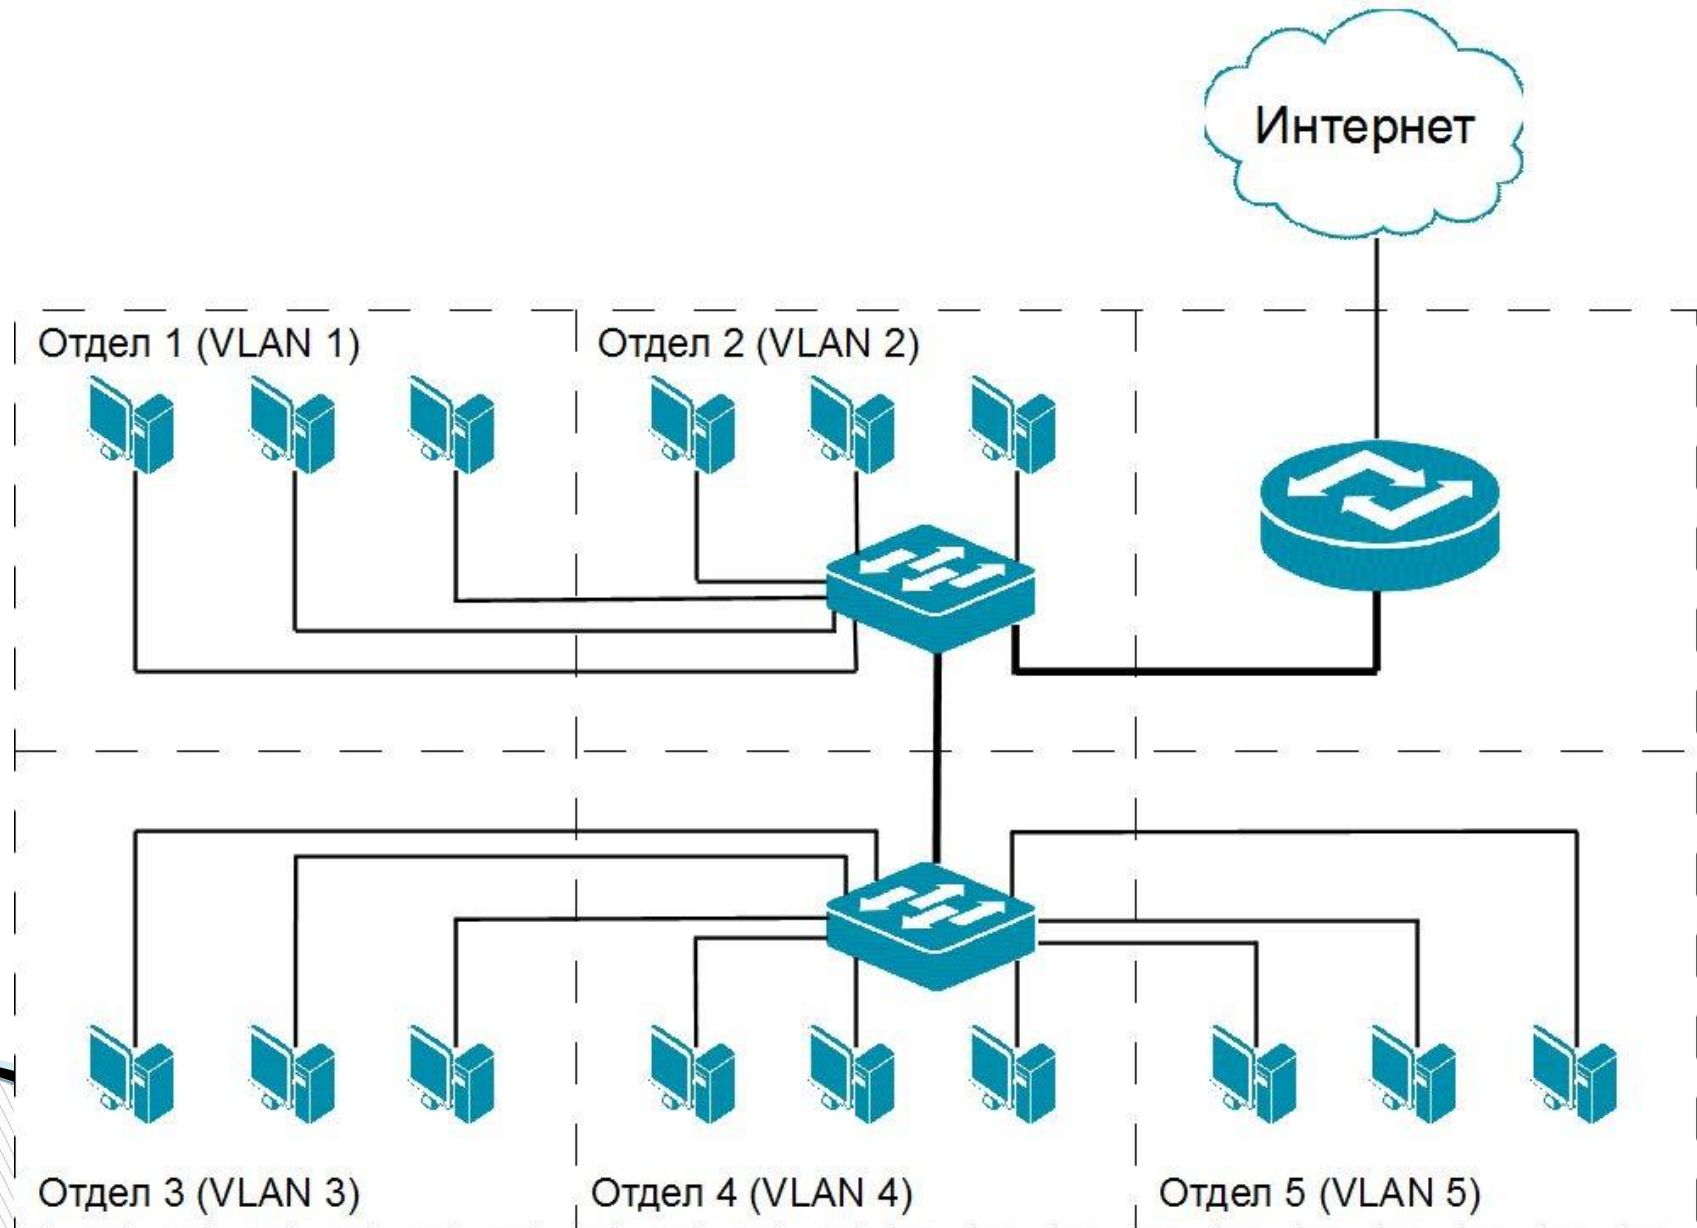 Интернет
Отдел 1 (VLAN 1)
Отдел 2 (VLAN 2)
Отдел 3 (VLAN 3)
Отдел 4 (VLAN 4)
Отдел 5 (VLAN 5)